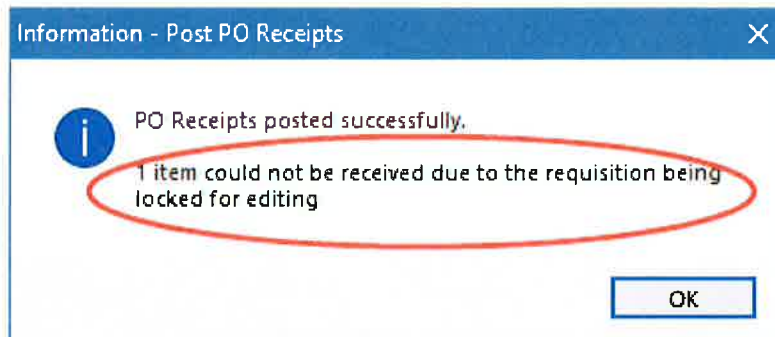 Information - Post PO Receipts
PO Receipts posted successfully.
1 item could not be received due to the requisition being
locked for editing
OK